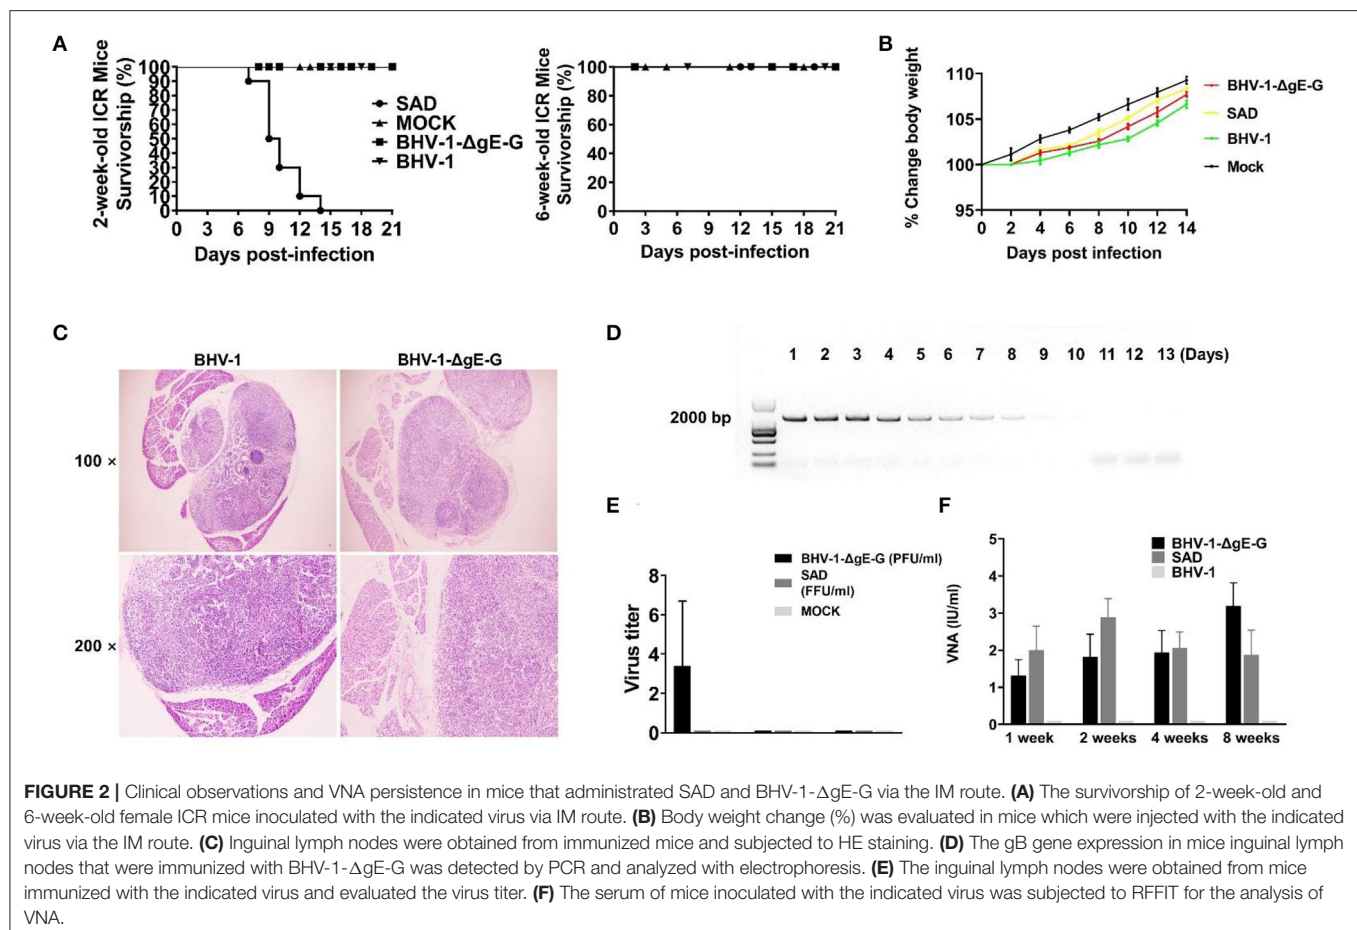 A
2-week-old ICR Mice
Survivorship (%)
100
90
80
70
60
50
40
30
20
10
0
0 3 6 9 12 15 18 21
Days post-infection
SAD
MOCK
BHV-1-ΔgE-G
BHV-1
6-week-old ICR Mice
Survivorship (%)
100
80
60
40
20
0
0 3 6 9 12 15 18 21
Days post-infection
B
% Change body weight
110
105
100
95
0 2 4 6 8 10 12 14
Days post infection
BHV-1-ΔgE-G
SAD
BHV-1
Mock
C
BHV-1 BHV-1-ΔgE-G
100 ×
200 ×
D
1 2 3 4 5 6 7 8 9 10 11 12 13 (Days)
2000 bp
E
Virus titer
8
6
4
2
0
BHV-1-ΔgE-G (PFU/ml)
SAD
(FFU/ml)
MOCK
F
VNA (IU/ml)
5
4
3
2
1
0
BHV-1-ΔgE-G
SAD
BHV-1
1 week 2 weeks 4 weeks 8 weeks
FIGURE 2 | Clinical observations and VNA persistence in mice that administrated SAD and BHV-1-ΔgE-G via the IM route. (A) The survivorship of 2-week-old and
6-week-old female ICR mice inoculated with the indicated virus via IM route. (B) Body weight change (%) was evaluated in mice which were injected with the indicated
virus via the IM route. (C) Inguinal lymph nodes were obtained from immunized mice and subjected to HE staining. (D) The gB gene expression in mice inguinal lymph
nodes that were immunized with BHV-1-ΔgE-G was detected by PCR and analyzed with electrophoresis. (E) The inguinal lymph nodes were obtained from mice
immunized with the indicated virus and evaluated the virus titer. (F) The serum of mice inoculated with the indicated virus was subjected to RFFIT for the analysis of
VNA.